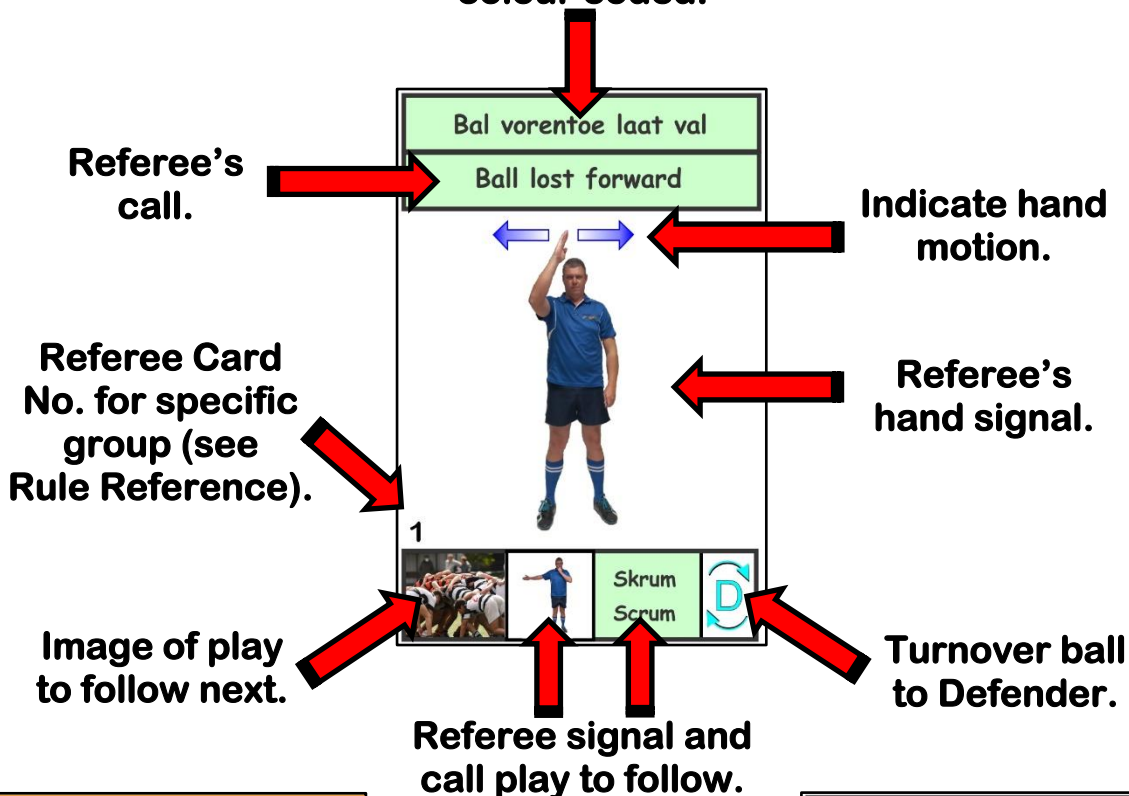 Bal vorentoe laat val
Ball lost forward
Referee's
call.
Indicate hand
motion.
Referee Card
No. for specific
group (see
Rule Reference).
Referee's
hand signal.
1
Skrum
Scrum
D
Image of play
to follow next.
Turnover ball
to Defender.
Referee signal and
call play to follow.